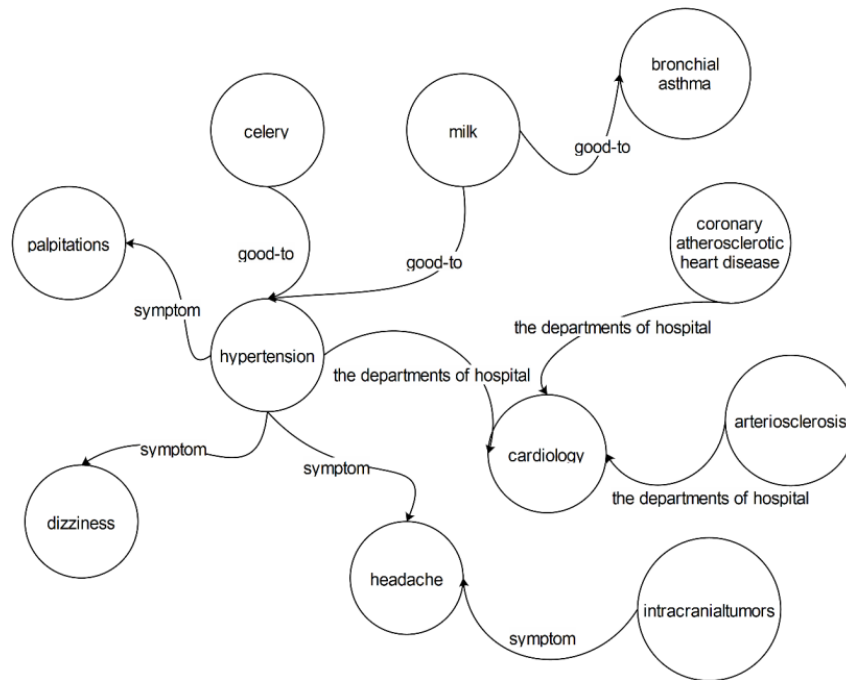 bronchial
asthma
celery
milk
good-to
palpitations
coronary
atherosclerotic
heart disease
good-to
good-to
symptom
the departments of hospital
hypertension
the departments of hospital
arteriosclerosis
symptom
symptom
cardiology
the departments of hospital
dizziness
headache
intracranialtumors
symptom